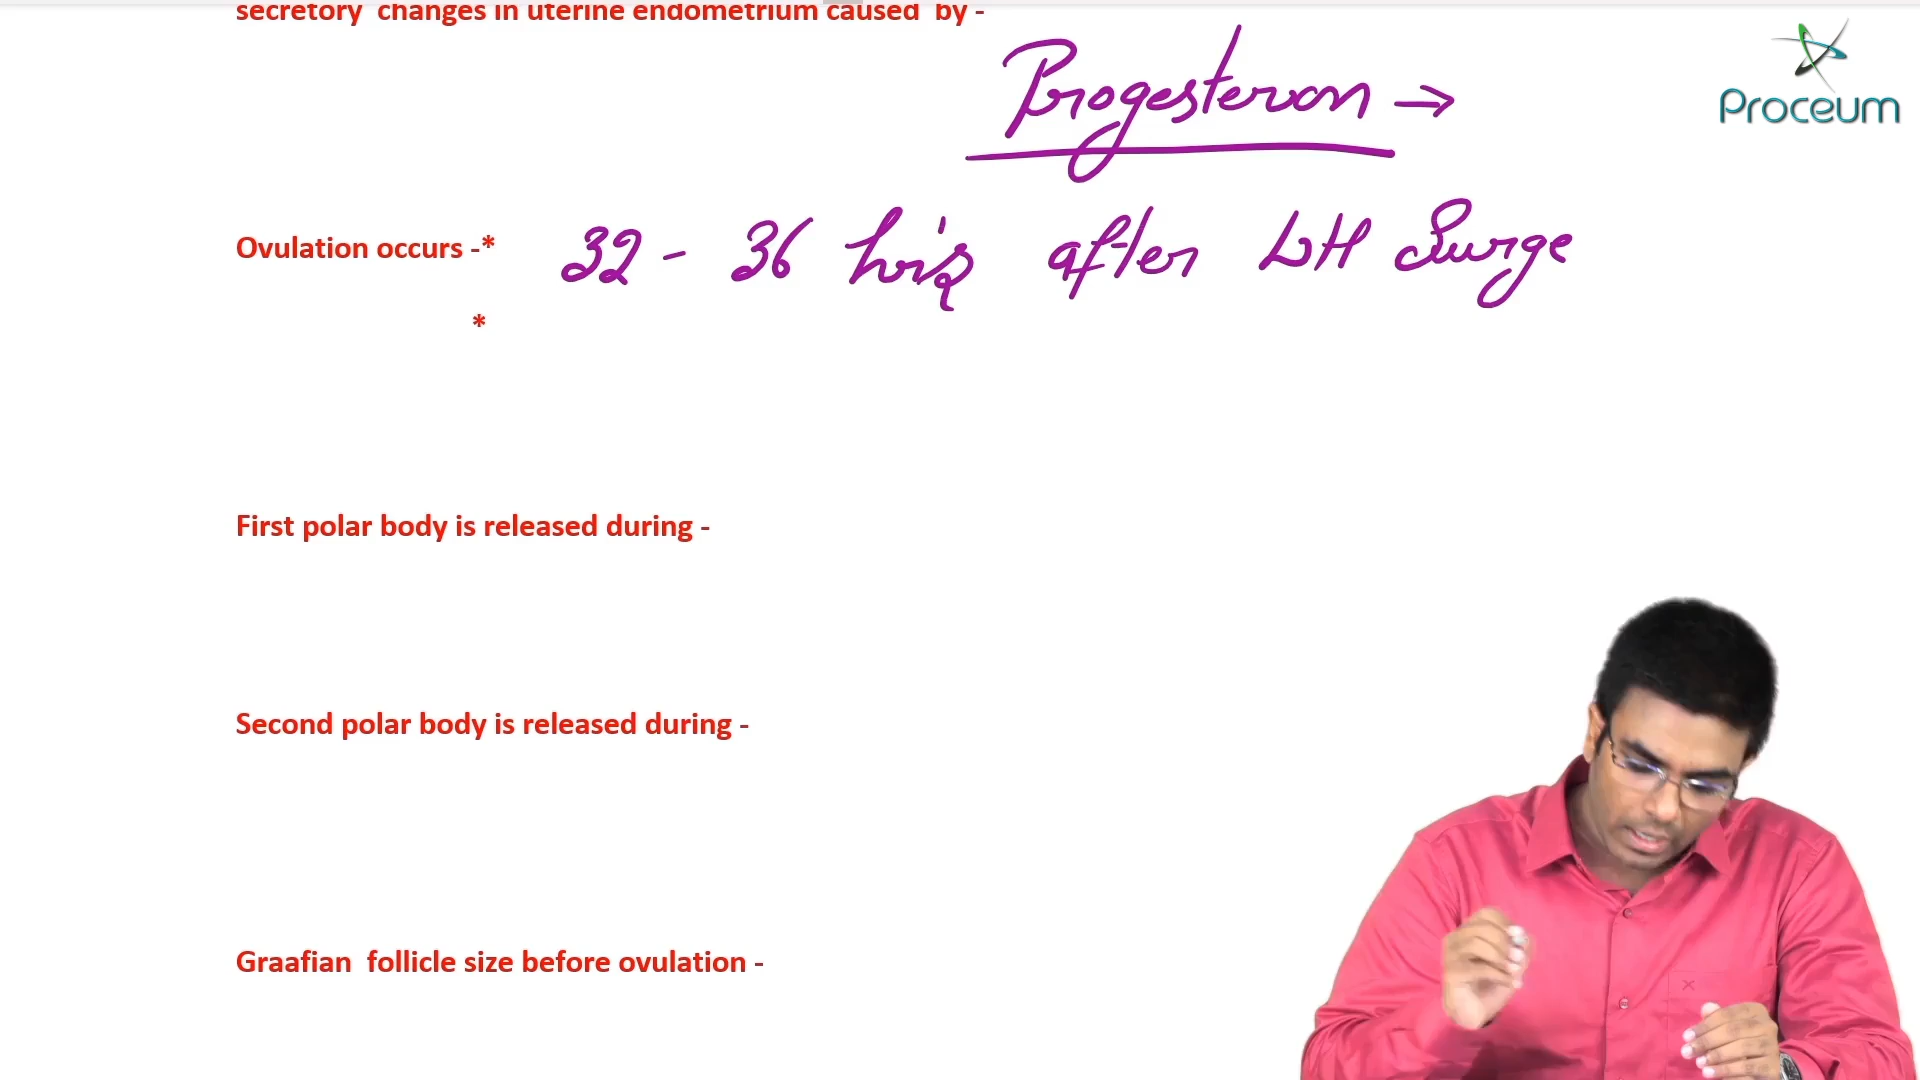 secretory  changes in uterine endometrium caused  by -
Progesteron →
Proceum
Ovulation occurs -* 32 - 36 hrs after LH Surge
*
First polar body is released during -
Second polar body is released during -
Graafian  follicle size before ovulation -